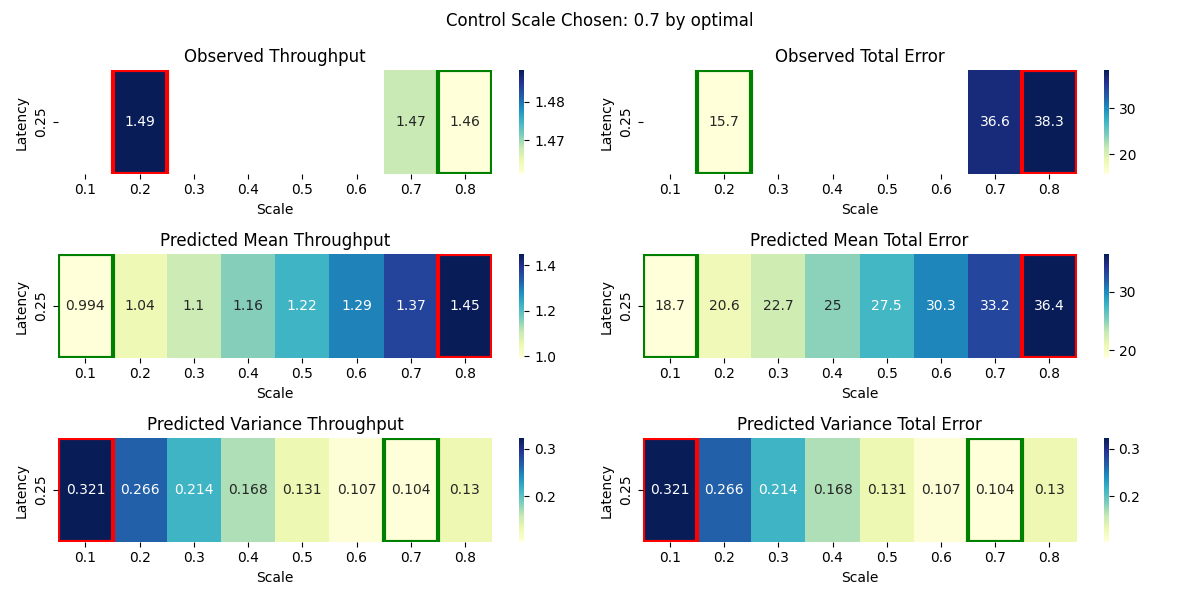 Control Scale Chosen: 0.7 by optimal
Observed Throughput
Latency
0.25
1.49
1.47
1.46
0.1 0.2 0.3 0.4 0.5 0.6 0.7 0.8
Scale
1.48
1.47
Observed Total Error
Latency
0.25
15.7
36.6
38.3
0.1 0.2 0.3 0.4 0.5 0.6 0.7 0.8
Scale
30
20
Predicted Mean Throughput
Latency
0.25
0.994 1.04 1.1 1.16 1.22 1.29 1.37 1.45
0.1 0.2 0.3 0.4 0.5 0.6 0.7 0.8
Scale
1.4
1.2
1.0
Predicted Mean Total Error
Latency
0.25
18.7 20.6 22.7 25 27.5 30.3 33.2 36.4
0.1 0.2 0.3 0.4 0.5 0.6 0.7 0.8
Scale
30
20
Predicted Variance Throughput
Latency
0.25
0.321 0.266 0.214 0.168 0.131 0.107 0.104 0.13
0.1 0.2 0.3 0.4 0.5 0.6 0.7 0.8
Scale
0.3
0.2
Predicted Variance Total Error
Latency
0.25
0.321 0.266 0.214 0.168 0.131 0.107 0.104 0.13
0.1 0.2 0.3 0.4 0.5 0.6 0.7 0.8
Scale
0.3
0.2